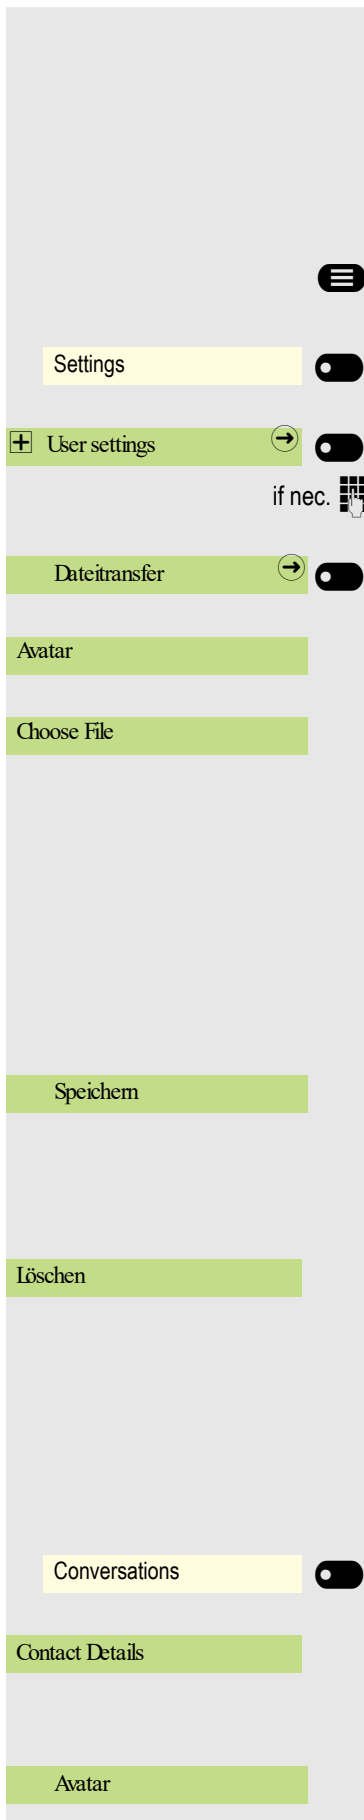 Settings
User settings
if nec.
Dateitransfer
Avatar
Choose File
Speichern
Löschen
Conversations
Contact Details
Avatar